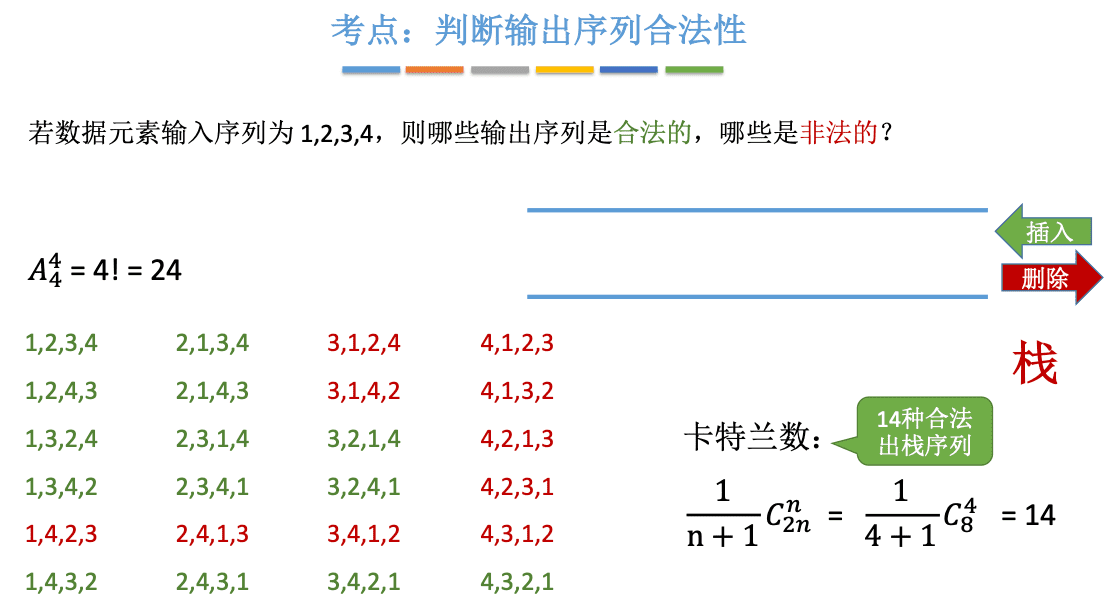 考点：判断输出序列合法性
若数据元素输入序列为 1,2,3,4，则哪些输出序列是合法的，哪些是非法的？
插入
删除
A_4^4 = 4! = 24
1,2,3,4 2,1,3,4 3,1,2,4 4,1,2,3
1,2,4,3 2,1,4,3 3,1,4,2 4,1,3,2
1,3,2,4 2,3,1,4 3,2,1,4 4,2,1,3
1,3,4,2 2,3,4,1 3,2,4,1 4,2,3,1
1,4,2,3 2,4,1,3 3,4,1,2 4,3,1,2
1,4,3,2 2,4,3,1 3,4,2,1 4,3,2,1
栈
14种合法
出栈序列
卡特兰数：
\frac{1}{n+1} C_{2n}^{n} = \frac{1}{4+1} C_8^4 = 14